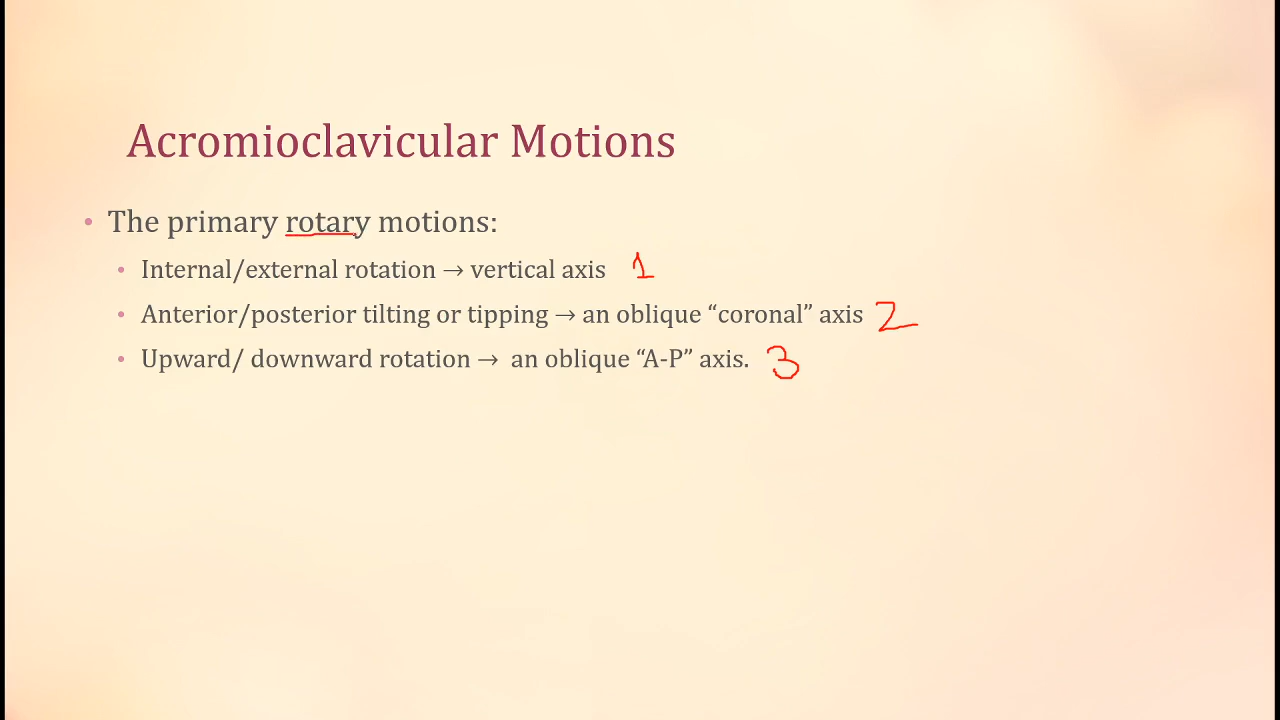 Acromioclavicular Motions
• The primary rotary motions:
• Internal/external rotation → vertical axis 1
• Anterior/posterior tilting or tipping → an oblique “coronal” axis 2
• Upward/ downward rotation → an oblique “A-P” axis. 3